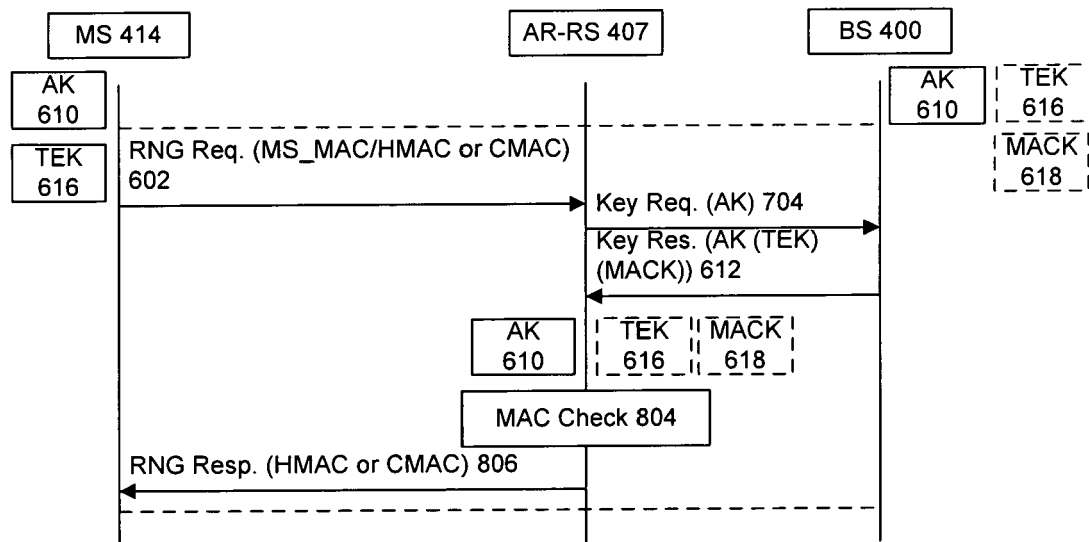 MS 414
AR-RS 407
BS 400
AK
610
AK
610
TEK
616
TEK
616
MACK
618
RNG Req. (MS_MAC/HMAC or CMAC)
602
Key Req. (AK) 704
Key Res. (AK (TEK)
(MACK)) 612
AK
610
TEK
616
MACK
618
MAC Check 804
RNG Resp. (HMAC or CMAC) 806